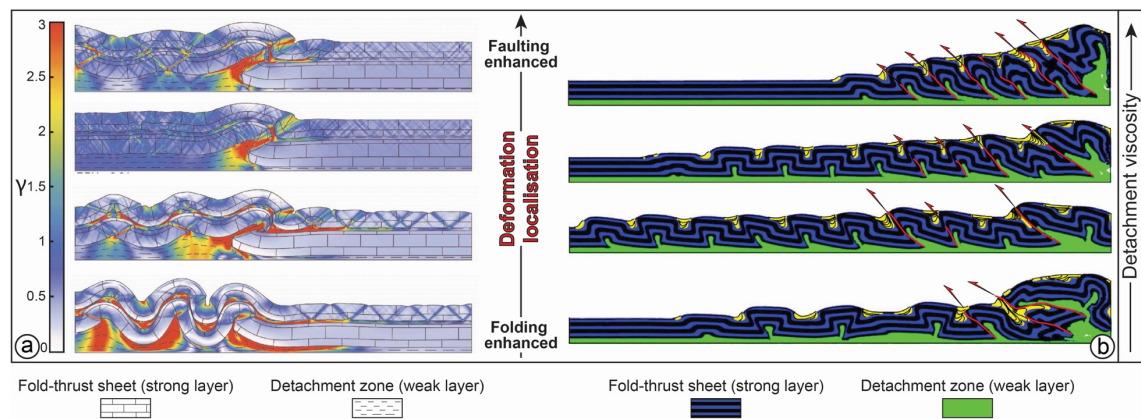 3
2.5
2
γ
1.5
1
0.5
0
a
Faulting
enhanced
Deformation
localisation
Folding
enhanced
b
Detachment viscosity
Fold-thrust sheet (strong layer)
Detachment zone (weak layer)
Fold-thrust sheet (strong layer)
Detachment zone (weak layer)